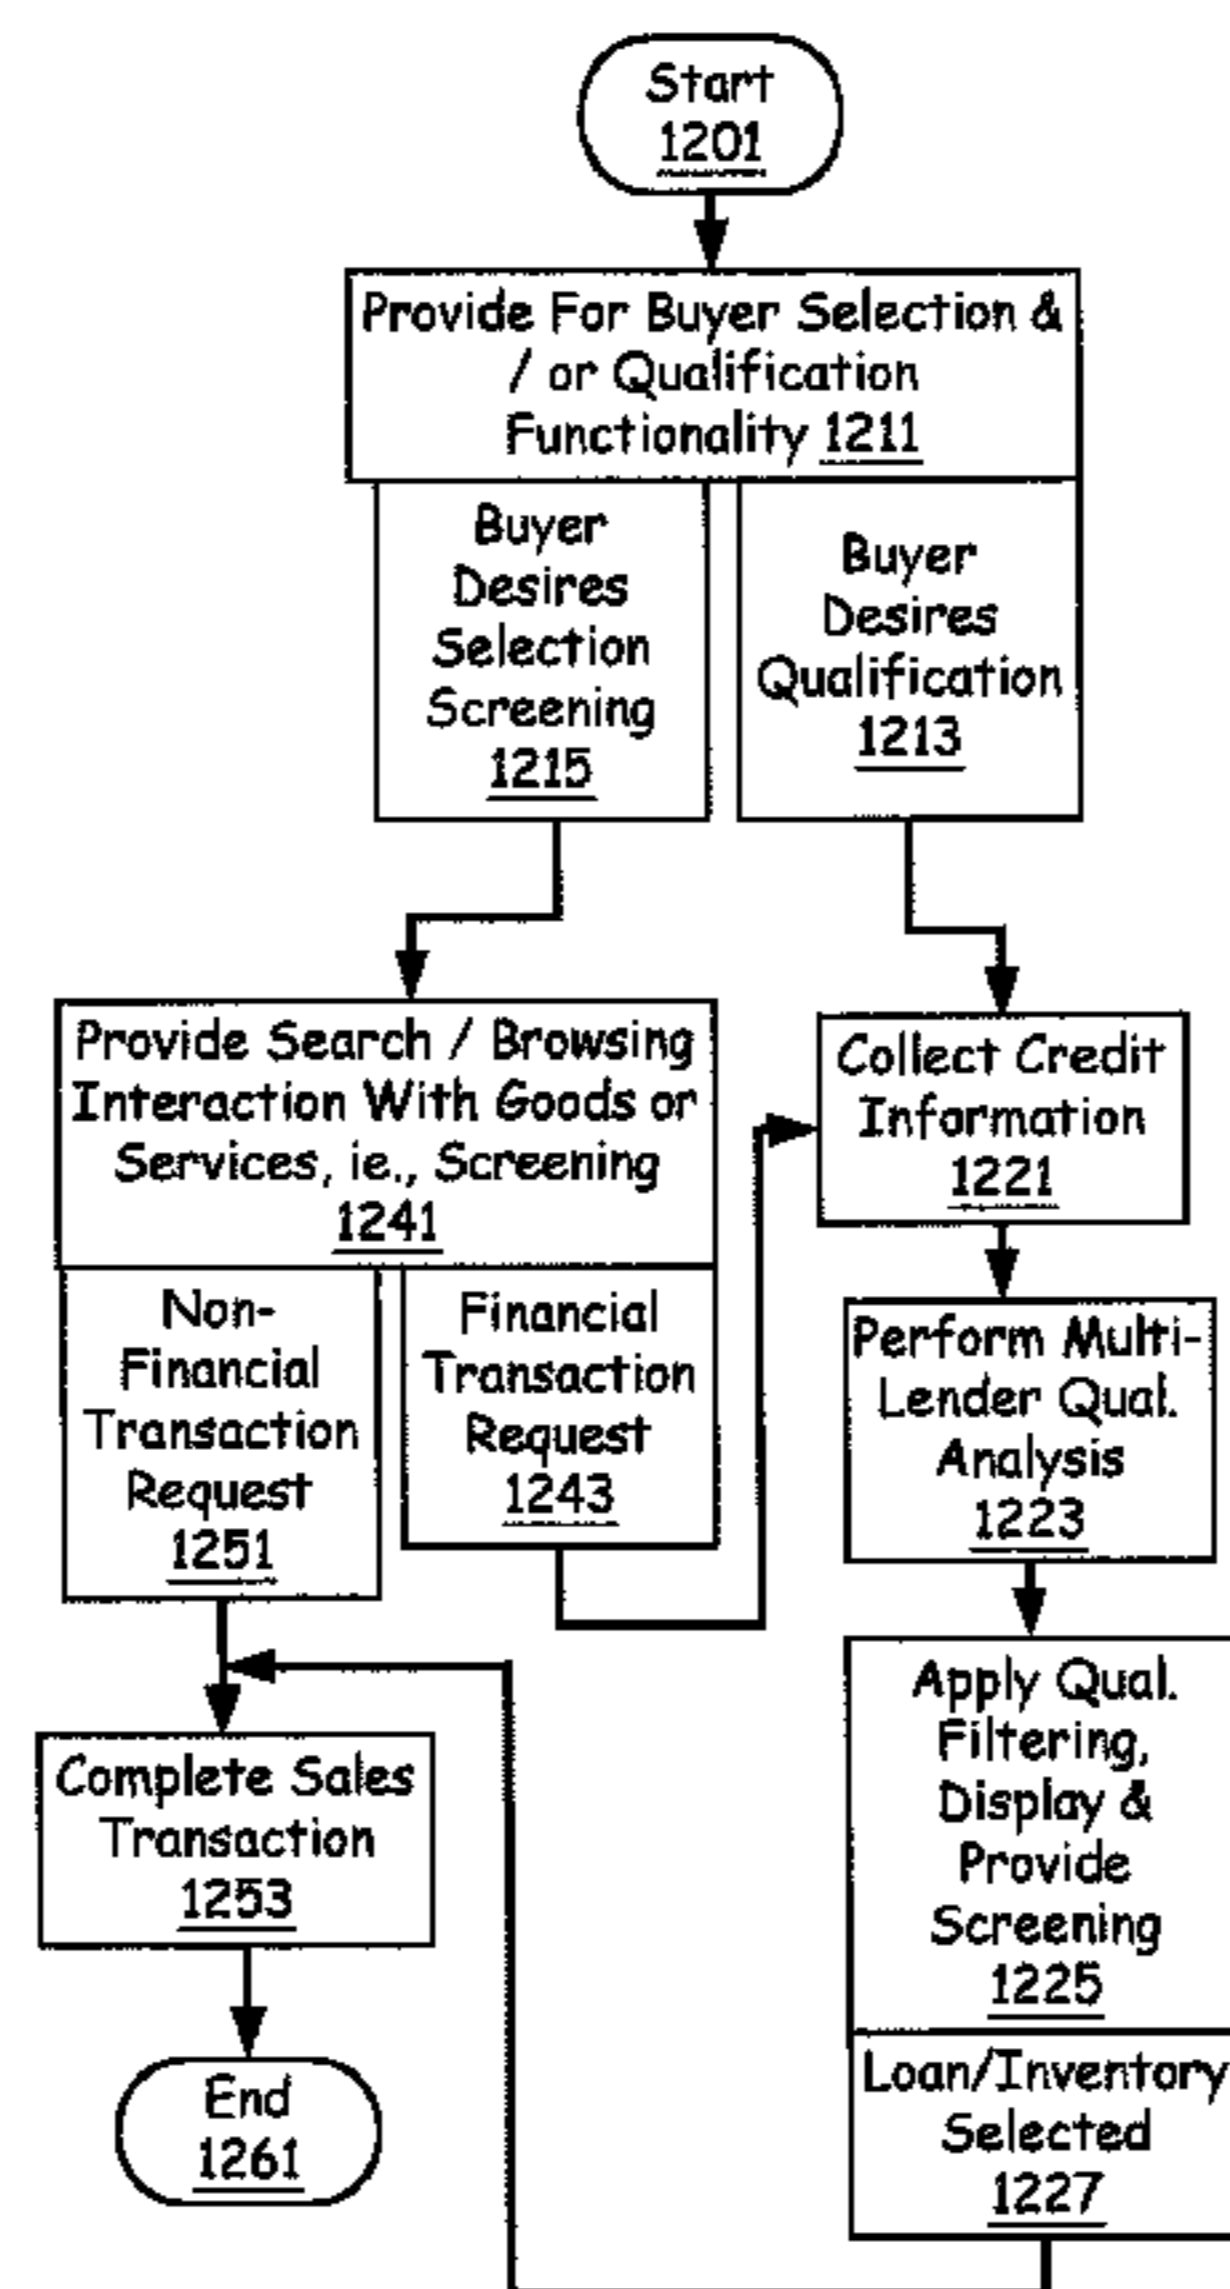 Start
1201
Provide For Buyer Selection &
/ or Qualification
Functionality 1211
Buyer
Desires
Selection
Screening
1215
Buyer
Desires
Qualification
1213
Provide Search / Browsing
Interaction With Goods or
Services, ie., Screening
1241
Non-
Financial
Transaction
Request
1251
Financial
Transaction
Request
1243
Collect Credit
Information
1221
Perform Multi-
Lender Qual.
Analysis
1223
Apply Qual.
Filtering,
Display &
Provide
Screening
1225
Loan/Inventory
Selected
1227
Complete Sales
Transaction
1253
End
1261